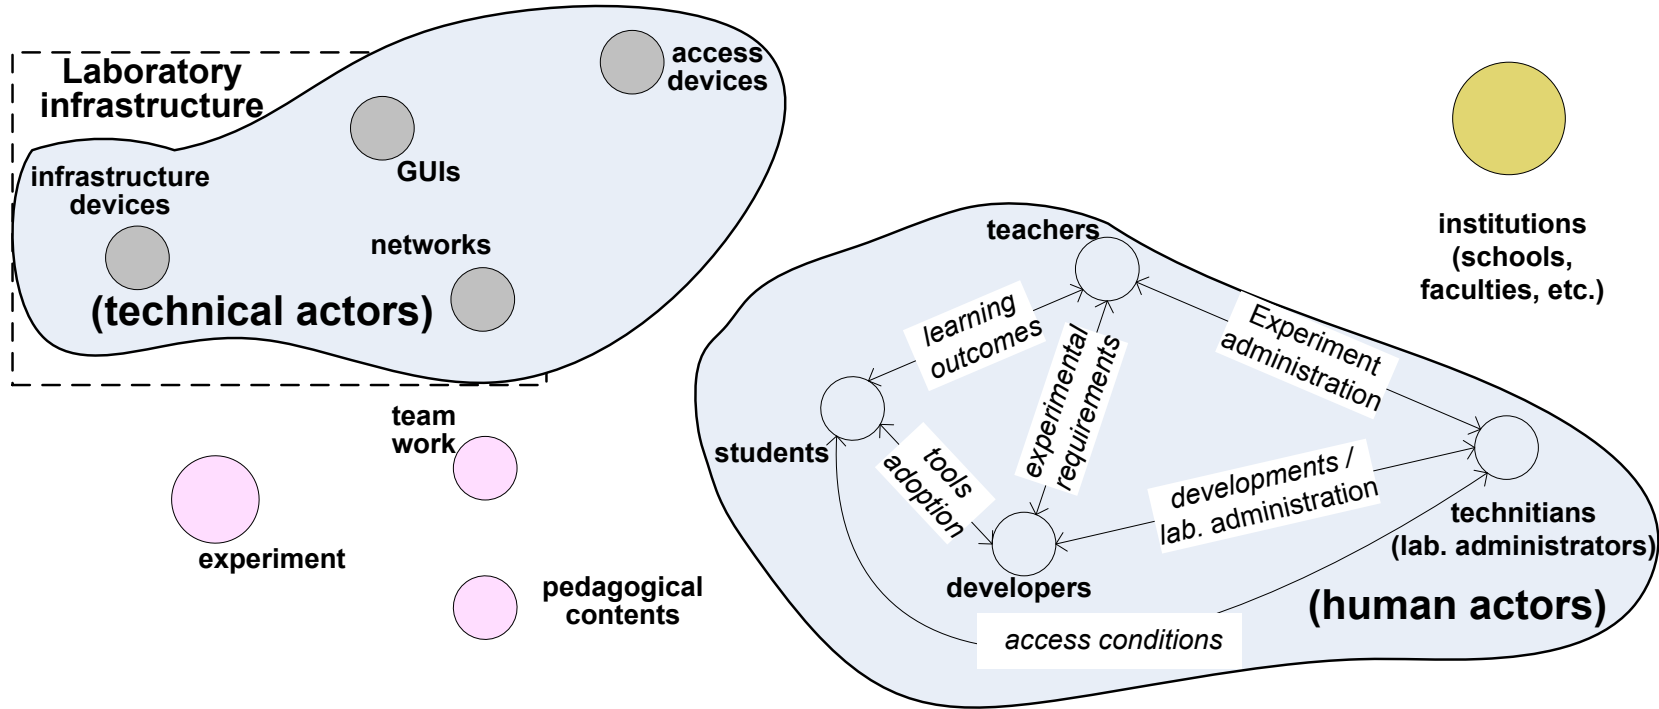 Laboratory
infrastructure
access
devices
GUIs
infrastructure
devices
networks
(technical actors)
institutions
(schools,
faculties, etc.)
team
work
experiment
pedagogical
contents
teachers
learning
outcomes
Experiment
administration
experimental
requirements
students
tools
adoption
developments /
lab. administration
technitians
(lab. administrators)
developers
(human actors)
access conditions